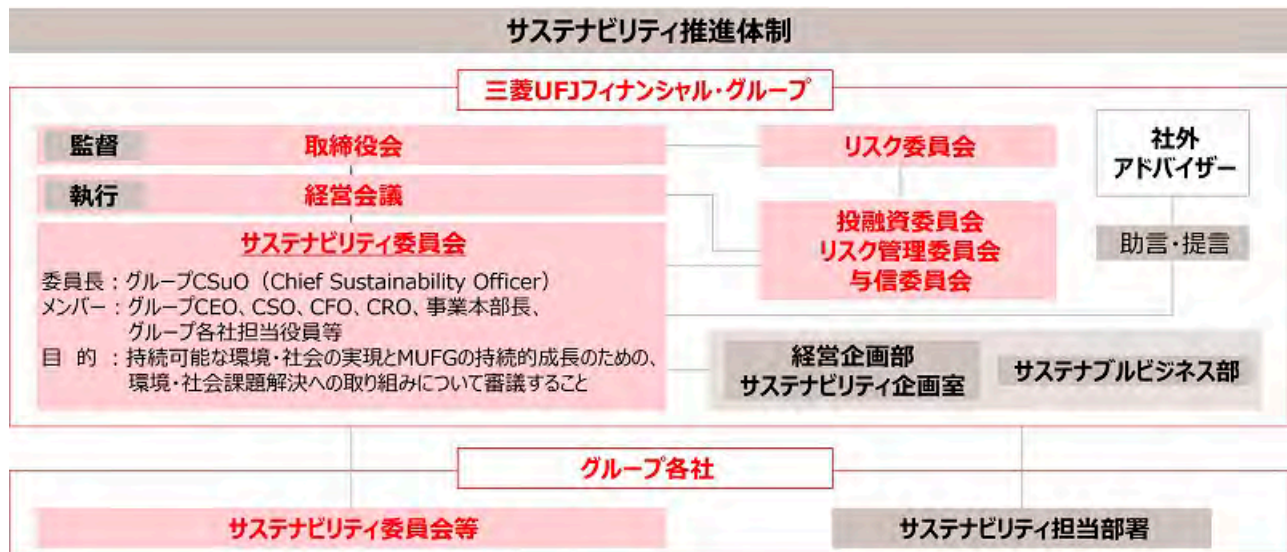 サステナビリティ推進体制
三菱UFJフィナンシャル・グループ
監督
取締役会
執行
経営会議
サステナビリティ委員会
委員長：グループCSuO（Chief Sustainability Officer）
メンバー：グループCEO、CSO、CFO、CRO、事業本部長、
グループ各社担当役員等
目 的：持続可能な環境・社会の実現とMUFGの持続的成長のための、
環境・社会課題解決への取り組みについて審議すること
リスク委員会
投融資委員会
リスク管理委員会
与信委員会
社外
アドバイザー
助言・提言
経営企画部
サステナビリティ企画室
サステナブルビジネス部
グループ各社
サステナビリティ委員会等
サステナビリティ担当部署